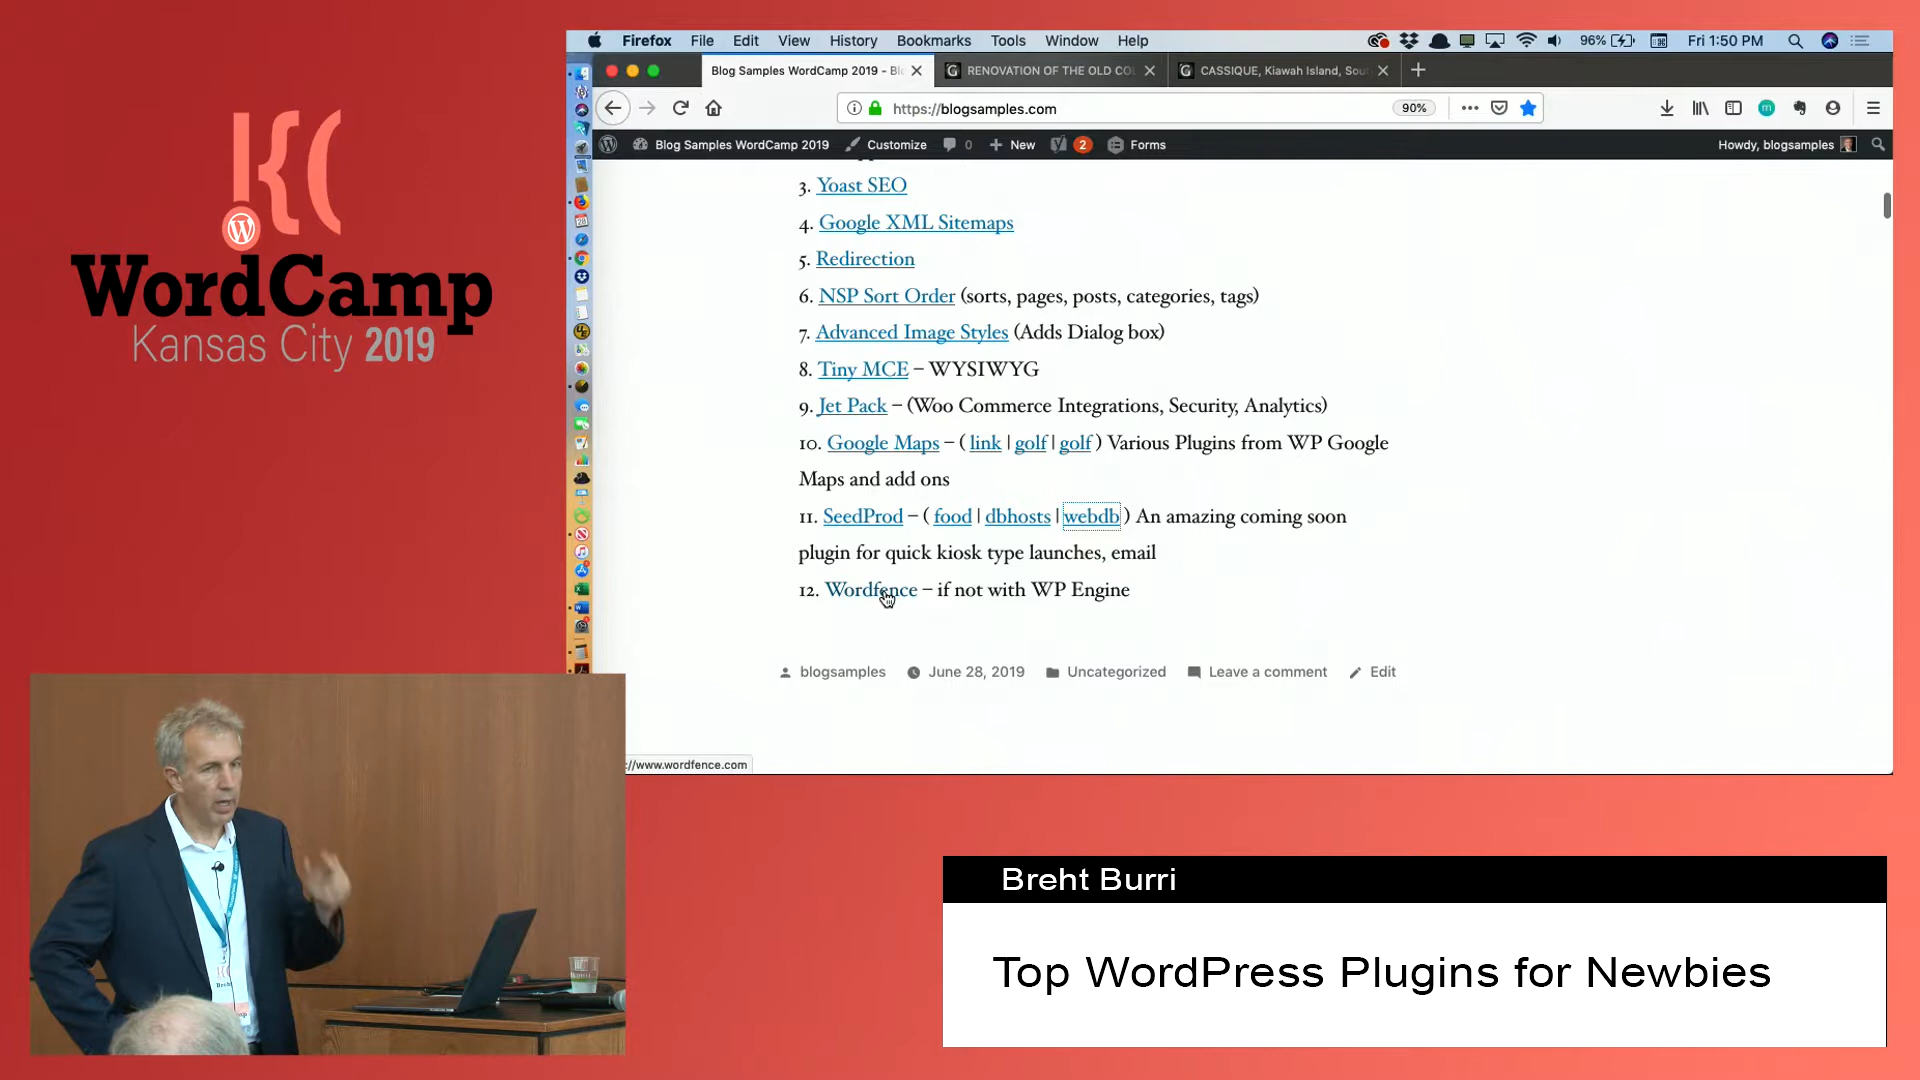 K(
WordCamp
Kansas City 2019
Firefox File Edit View History Bookmarks Tools Window Help
96% Fri 1:50 PM
Blog Samples WordCamp 2019 - Bl
RENOVATION OF THE OLD CO
CASSIQUE, Kiawah Island, Sou
https://blogsamples.com
90%
Blog Samples WordCamp 2019 Customize 0 New 2 Forms
Howdy, blogsamples
3. Yoast SEO
4. Google XML Sitemaps
5. Redirection
6. NSP Sort Order (sorts, pages, posts, categories, tags)
7. Advanced Image Styles (Adds Dialog box)
8. Tiny MCE – WYSIWYG
9. Jet Pack – (Woo Commerce Integrations, Security, Analytics)
10. Google Maps – ( link | golf | golf ) Various Plugins from WP Google
Maps and add ons
11. SeedProd – ( food | dbhosts | webdb ) An amazing coming soon
plugin for quick kiosk type launches, email
12. Wordfence – if not with WP Engine
blogsamples June 28, 2019 Uncategorized Leave a comment Edit
//www.wordfence.com
Breht Burri
Top WordPress Plugins for Newbies